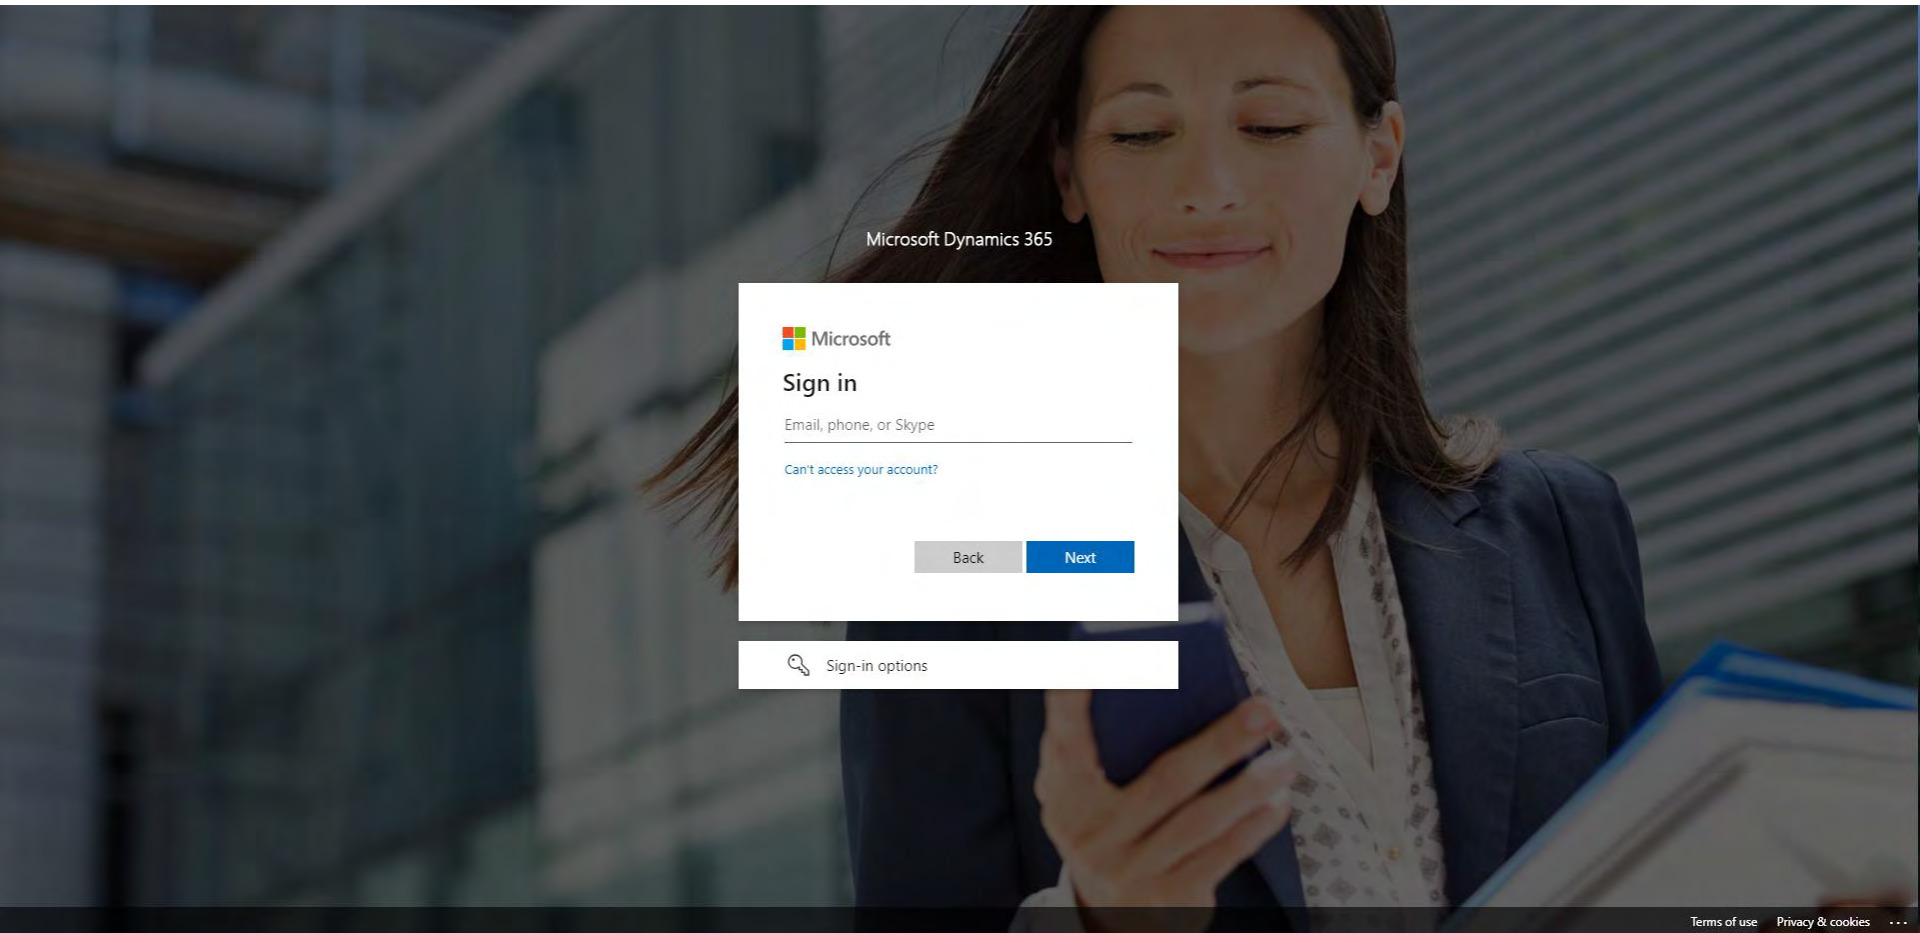 Microsoft Dynamics 365
Microsoft
Sign in
Email, phone, or Skype
Can't access your account?
Back
Next
Sign-in options
Terms of use
Privacy & cookies
...